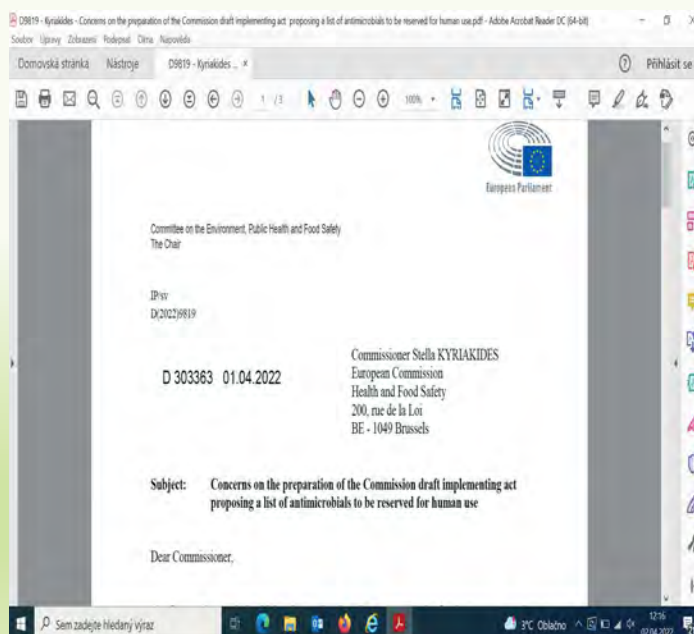 D9819 - Kyriakides - Concerns on the preparation of the Commission draft implementing act proposing a list of antimicrobials to be reserved for human use.pdf - Adobe Acrobat Reader DC (64-bit)
Soubor Úpravy Zobrazení Podepsat Okna Nápověda
Domovská stránka Nástroje D9819 - Kyriakides ... × Přihlásit se
1 / 3 100%
European Parliament
Committee on the Environment, Public Health and Food Safety
The Chair
IP/sv
D(2022)9819
Commissioner Stella KYRIAKIDES
European Commission
D 303363 01.04.2022
Health and Food Safety
200, rue de la Loi
BE - 1049 Brussels
Subject: Concerns on the preparation of the Commission draft implementing act
proposing a list of antimicrobials to be reserved for human use
Dear Commissioner,
Sem zadejte hledaný výraz 3°C Oblačno 12:16
02.04.2022